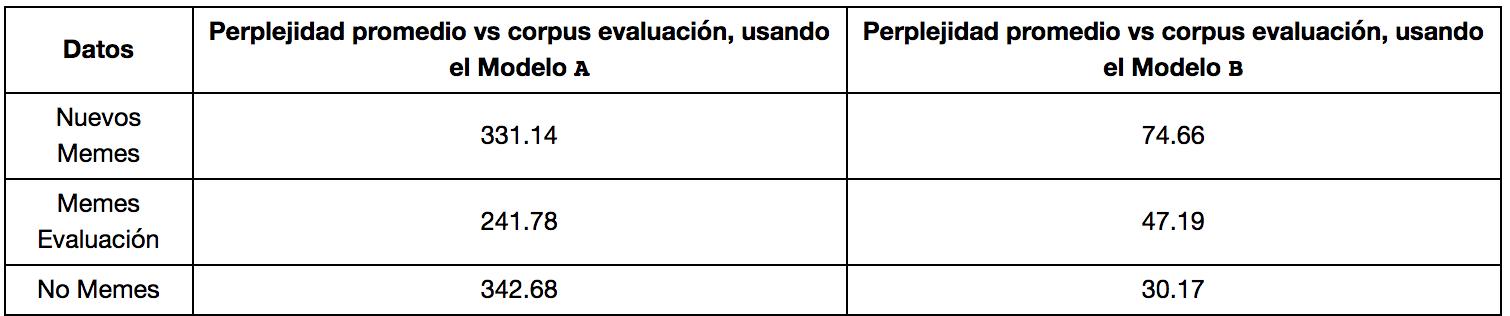 Datos
Perplejidad promedio vs corpus evaluación, usando
el Modelo A
Perplejidad promedio vs corpus evaluación, usando
el Modelo B
Nuevos
Memes
331.14
74.66
Memes
Evaluación
241.78
47.19
No Memes
342.68
30.17